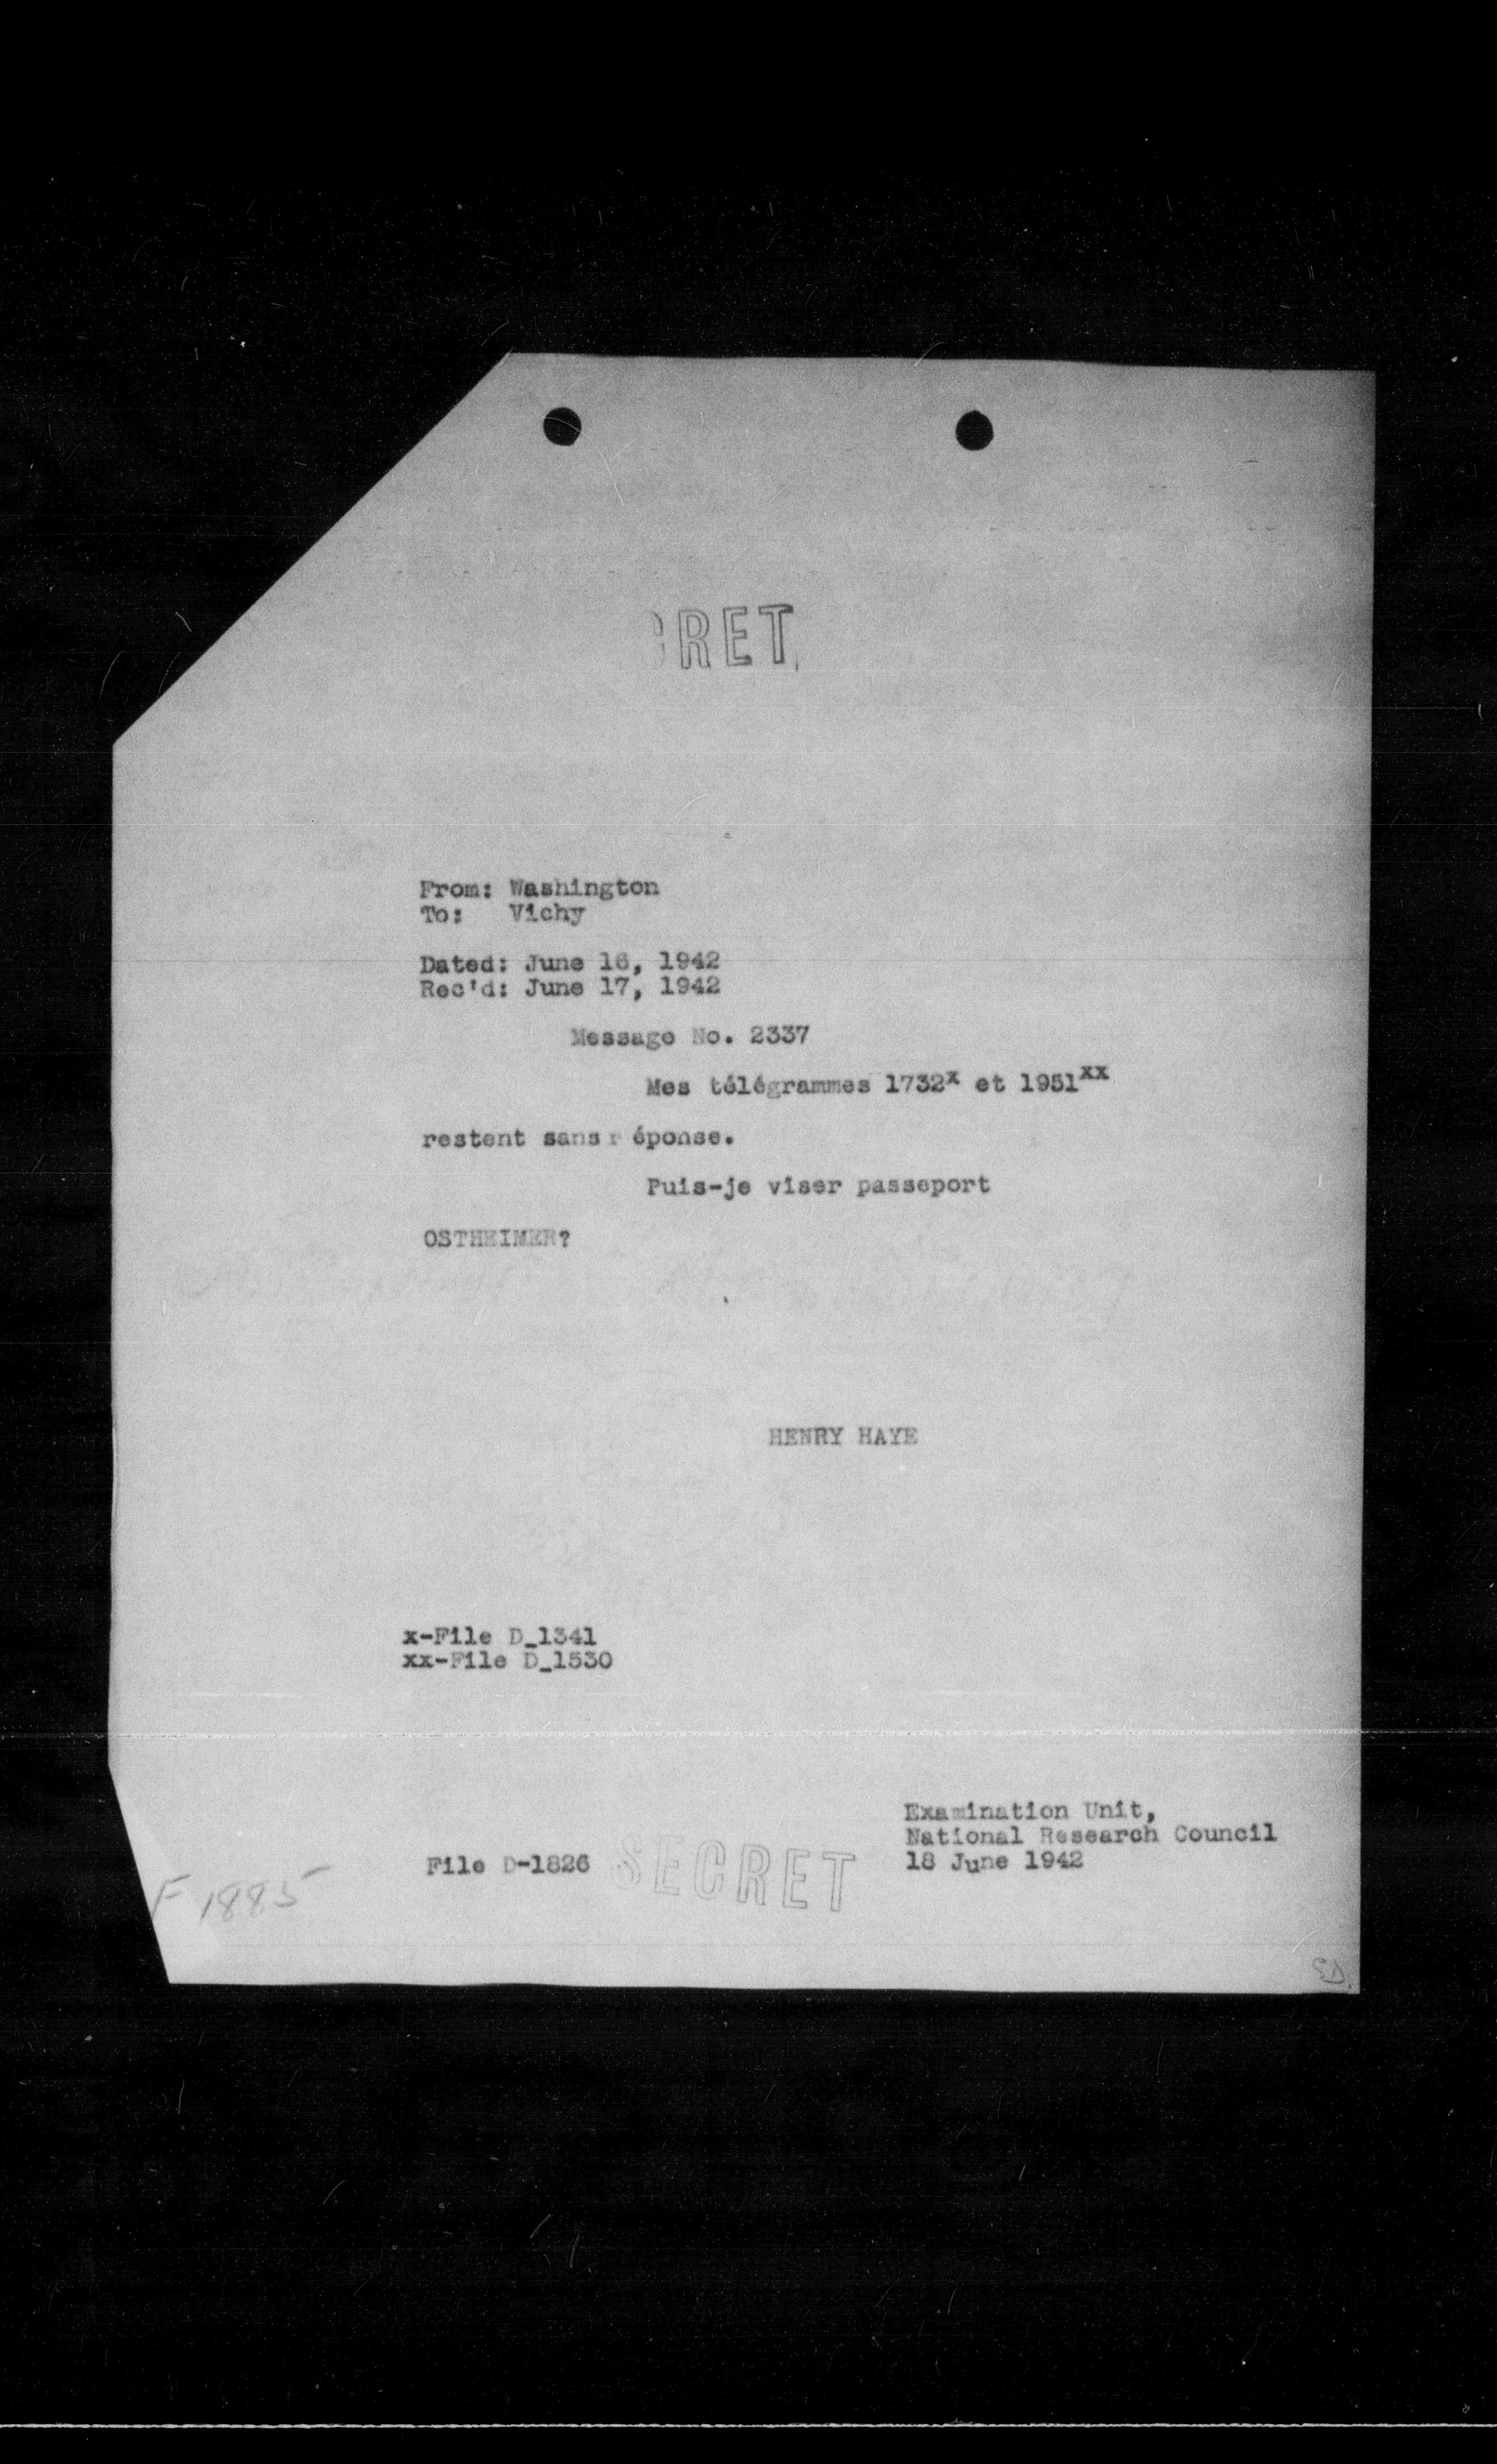 CRET
From: Washington
To: Vichy
Dated: June 16, 1942
Rec'd: June 17, 1942
Message No. 2337
Mes télégrammes 1732x et 1951xx
restent sans r éponse.
Puis-je viser passeport
OSTHEIMER?
HENRY HAYE
x-File D_1341
xx-File D_1530
Examination Unit,
National Research Council
File D-1826 SECRET 18 June 1942
F 1885